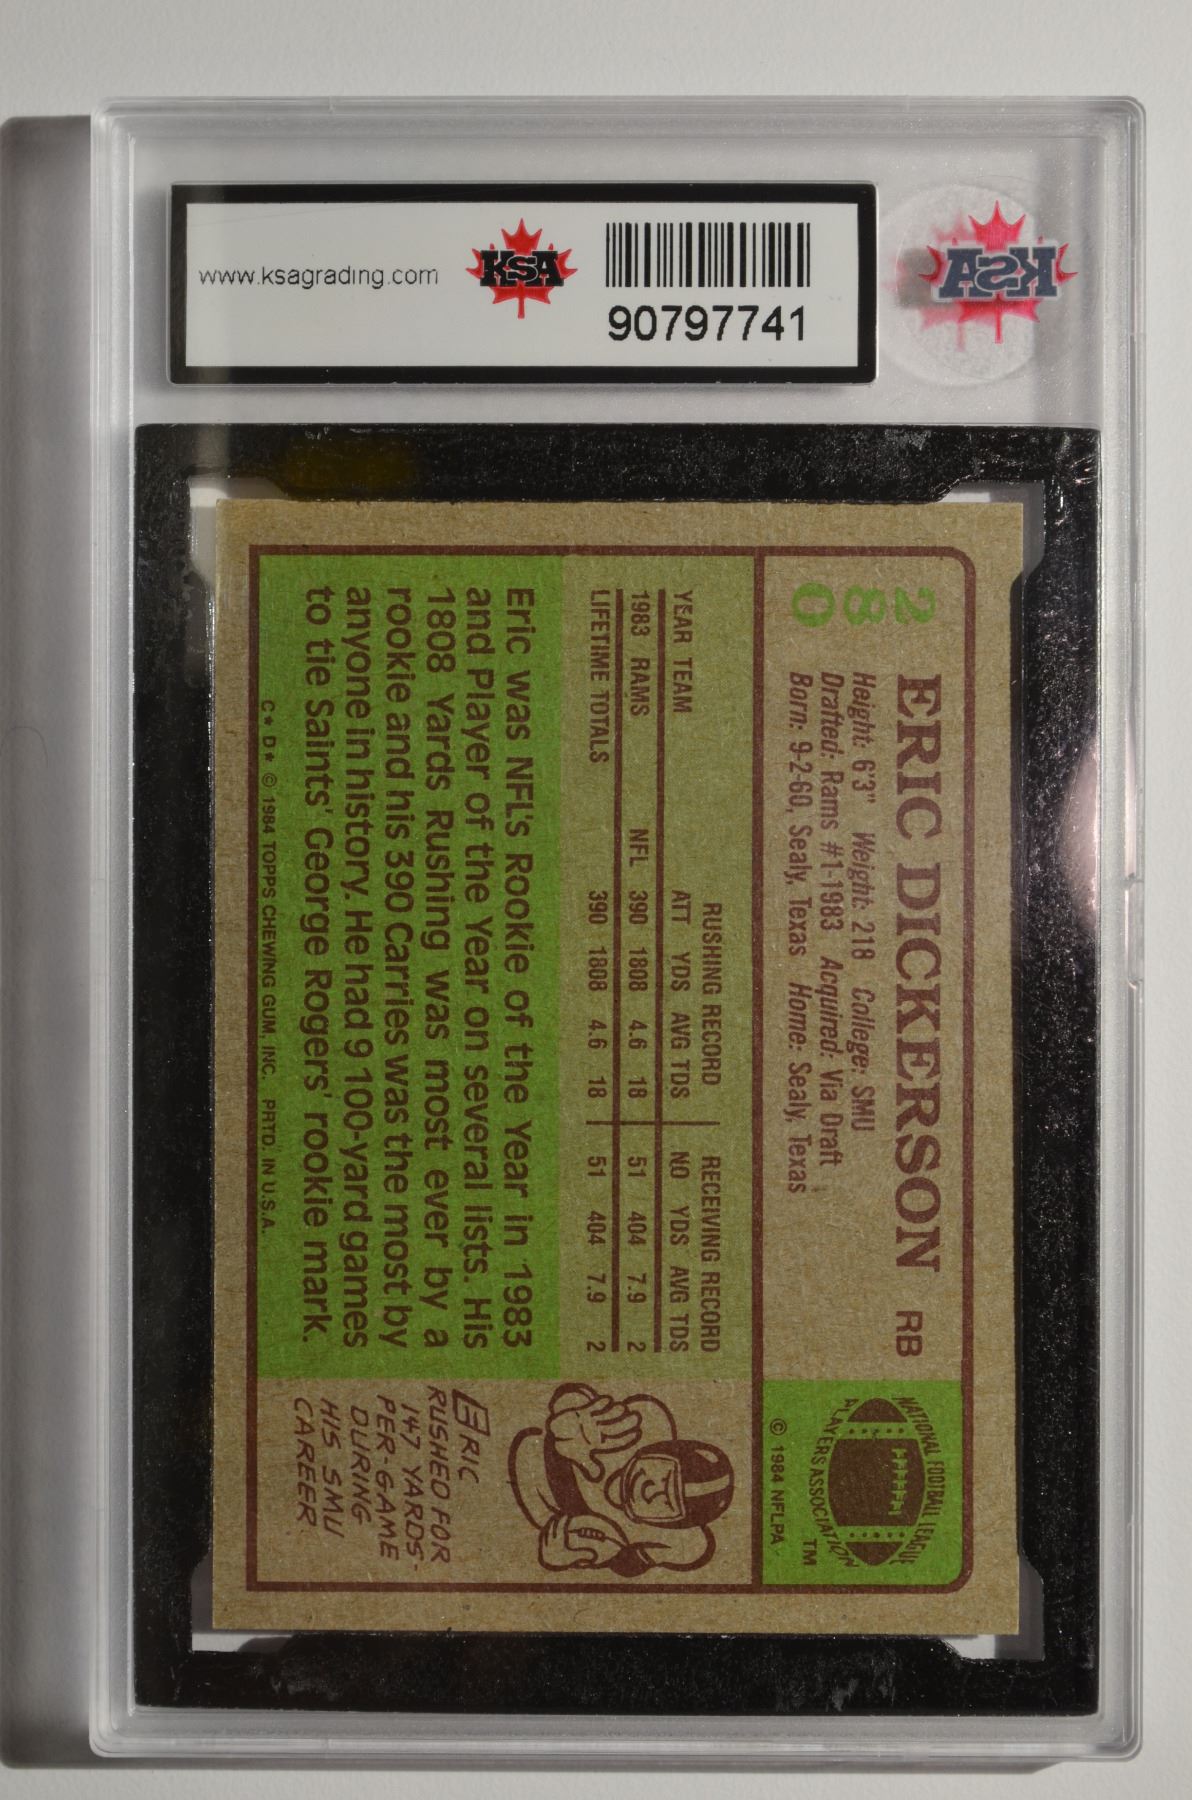 www.ksagrading.com
KSA
90797741
KSA
280
ERIC DICKERSON RB
Height: 6'3" Weight: 218 College: SMU
Drafted: Rams #1-1983 Acquired: Via Draft
Born: 9-2-60, Sealy, Texas Home: Sealy, Texas
NATIONAL FOOTBALL LEAGUE
PLAYERS ASSOCIATION
TM
© 1984 NFLPA
RUSHING RECORD RECEIVING RECORD
YEAR TEAM ATT YDS AVG TDS NO YDS AVG TDS
1983 RAMS NFL 390 1808 4.6 18 51 404 7.9 2
LIFETIME TOTALS 390 1808 4.6 18 51 404 7.9 2
Eric was NFL's Rookie of the Year in 1983
and Player of the Year on several lists. His
1808 Yards Rushing was most ever by a
rookie and his 390 Carries was the most by
anyone in history. He had 9 100-yard games
to tie Saints' George Rogers' rookie mark.
C * D * © 1984 TOPPS CHEWING GUM, INC. PRTD. IN U.S.A.
ERIC
RUSHED FOR
147 YARDS-
PER-GAME
DURING
HIS SMU
CAREER.